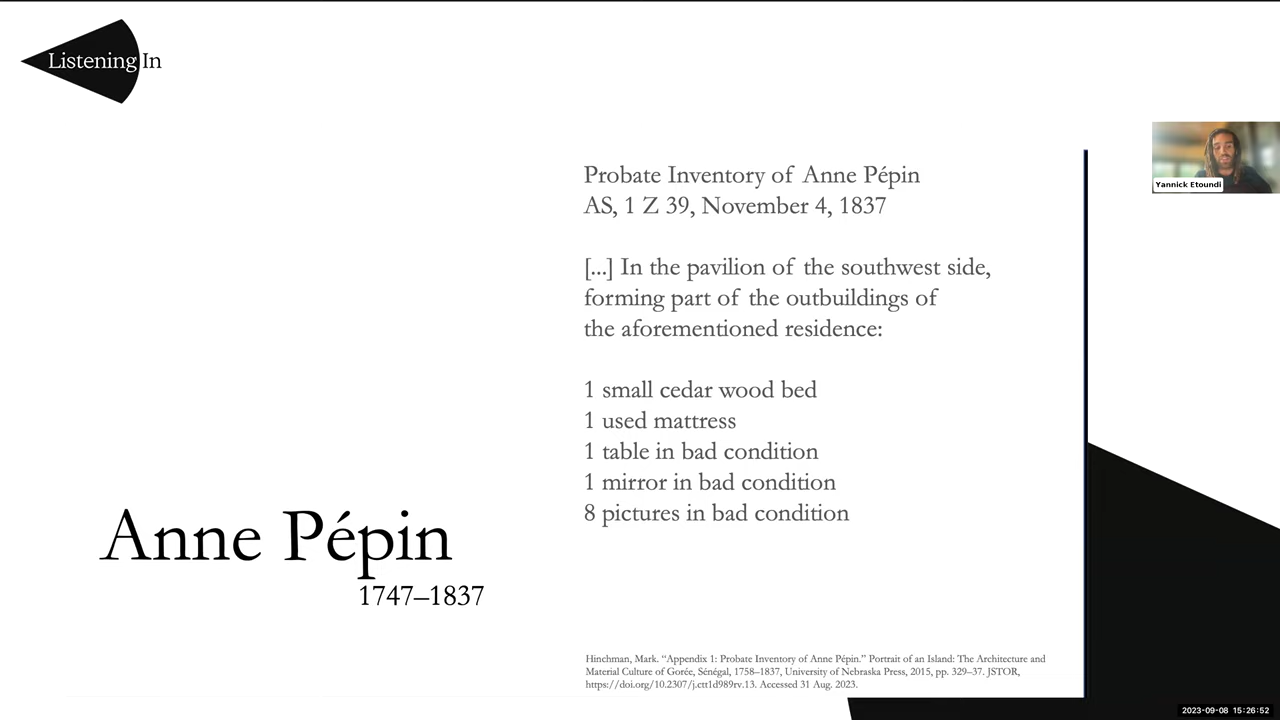 Listening In
Probate Inventory of Anne Pépin
AS, 1 Z 39, November 4, 1837
[...] In the pavilion of the southwest side,
forming part of the outbuildings of
the aforementioned residence:
1 small cedar wood bed
1 used mattress
1 table in bad condition
1 mirror in bad condition
8 pictures in bad condition
Anne Pépin
1747–1837
Hinchman, Mark. “Appendix 1: Probate Inventory of Anne Pépin.” Portrait of an Island: The Architecture and
Material Culture of Gorée, Sénégal, 1758–1837, University of Nebraska Press, 2015, pp. 329–37. JSTOR,
https://doi.org/10.2307/j.ctt1d989rv.13. Accessed 31 Aug. 2023.
Yannick Etoundi
2023-09-08 15:26:52